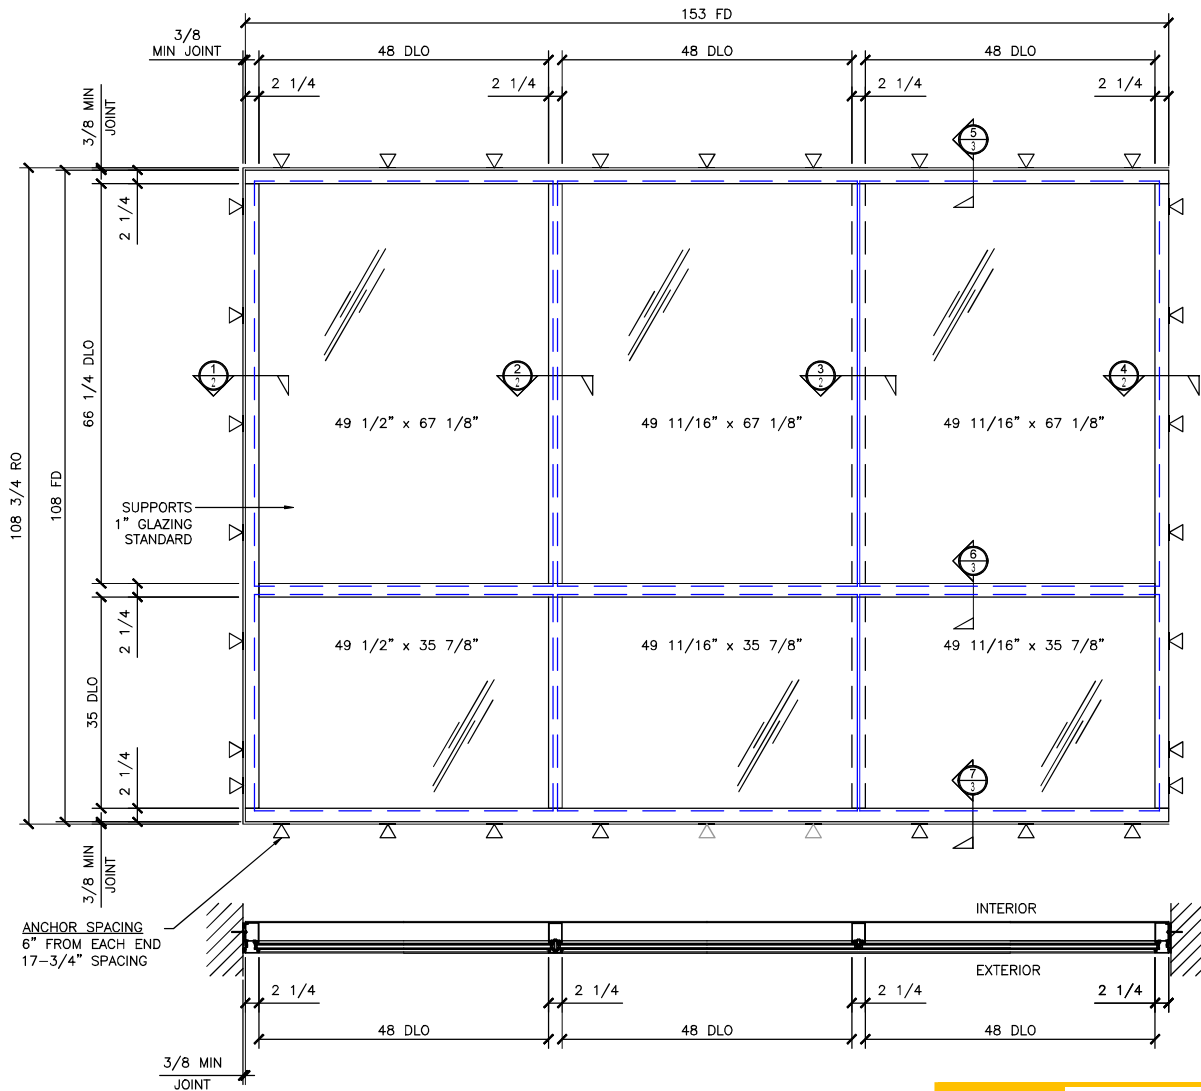 153 FD
3/8
MIN JOINT
48 DLO
48 DLO
48 DLO
2 1/4
2 1/4
2 1/4
2 1/4
3/8 MIN
JOINT
5
3
2 1/4
108 3/4 RO
108 FD
66 1/4 DLO
1
2
2
2
3
2
4
2
49 1/2" x 67 1/8"
49 11/16" x 67 1/8"
49 11/16" x 67 1/8"
SUPPORTS
1" GLAZING
STANDARD
6
3
2 1/4
49 1/2" x 35 7/8"
49 11/16" x 35 7/8"
49 11/16" x 35 7/8"
35 DLO
2 1/4
7
3
3/8 MIN
JOINT
ANCHOR SPACING
6" FROM EACH END
17-3/4" SPACING
INTERIOR
EXTERIOR
2 1/4
2 1/4
2 1/4
2 1/4
48 DLO
48 DLO
48 DLO
3/8 MIN
JOINT